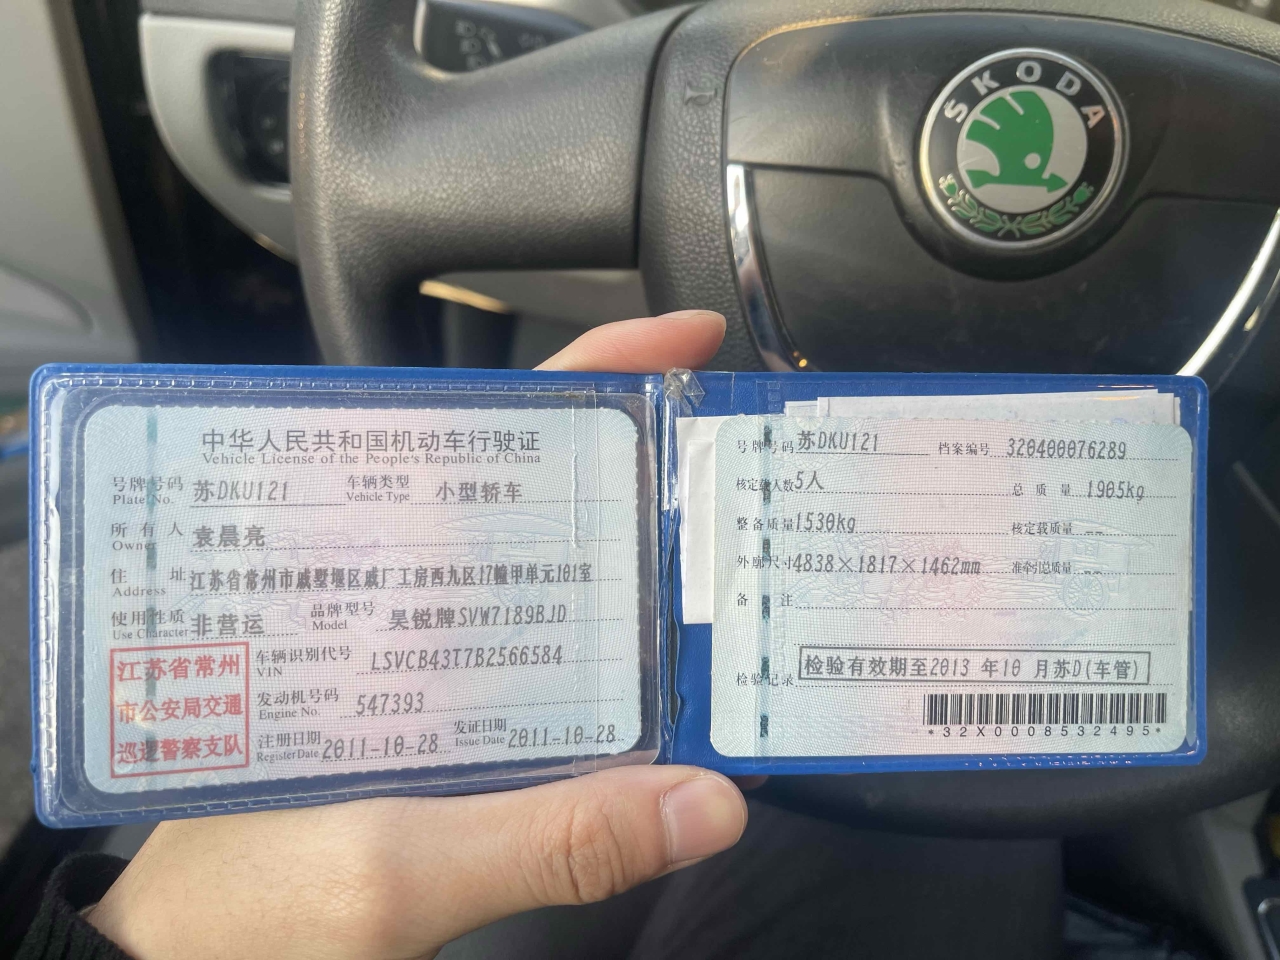 ŠKODA
中华人民共和国机动车行驶证
Vehicle License of the People's Republic of China
号牌号码 苏DKU121 车辆类型 小型轿车
Plate No. Vehicle Type
所有人 袁晨亮
Owner
住址 江苏省常州市戚墅堰区戚厂工房西九区17幢甲单元101室
Address
使用性质 非营运 品牌型号 昊锐牌SVW7189BJD
Use Character Model
江苏省常州
市公安局交通
巡逻警察支队
车辆识别代号 LSVCB43T7B2566584
VIN
发动机号码 547393
Engine No.
注册日期 2011-10-28 发证日期 2011-10-28
Register Date Issue Date
号牌号码 苏DKU121 档案编号 320400076289
核定载人数 5人 总质量 1905kg
整备质量 1530kg 核定载质量 --
外廓尺寸 4838×1817×1462mm 准牵引总质量 --
备注
检验记录 检验有效期至2013 年10 月苏D(车管)
*32X0008532495*